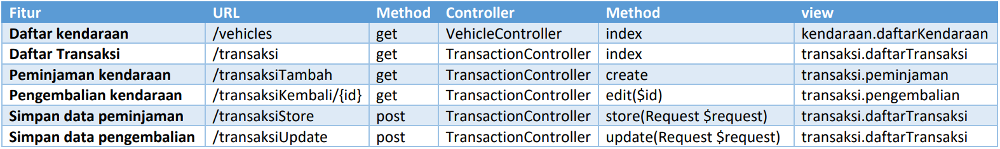 Fitur URL Method Controller Method view
Daftar kendaraan /vehicles get VehicleController index kendaraan.daftarKendaraan
Daftar Transaksi /transaksi get TransactionController index transaksi.daftarTransaksi
Peminjaman kendaraan /transaksiTambah get TransactionController create transaksi.peminjaman
Pengembalian kendaraan /transaksiKembali/{id} get TransactionController edit($id) transaksi.pengembalian
Simpan data peminjaman /transaksiStore post TransactionController store(Request $request) transaksi.daftarTransaksi
Simpan data pengembalian /transaksiUpdate post TransactionController update(Request $request) transaksi.daftarTransaksi